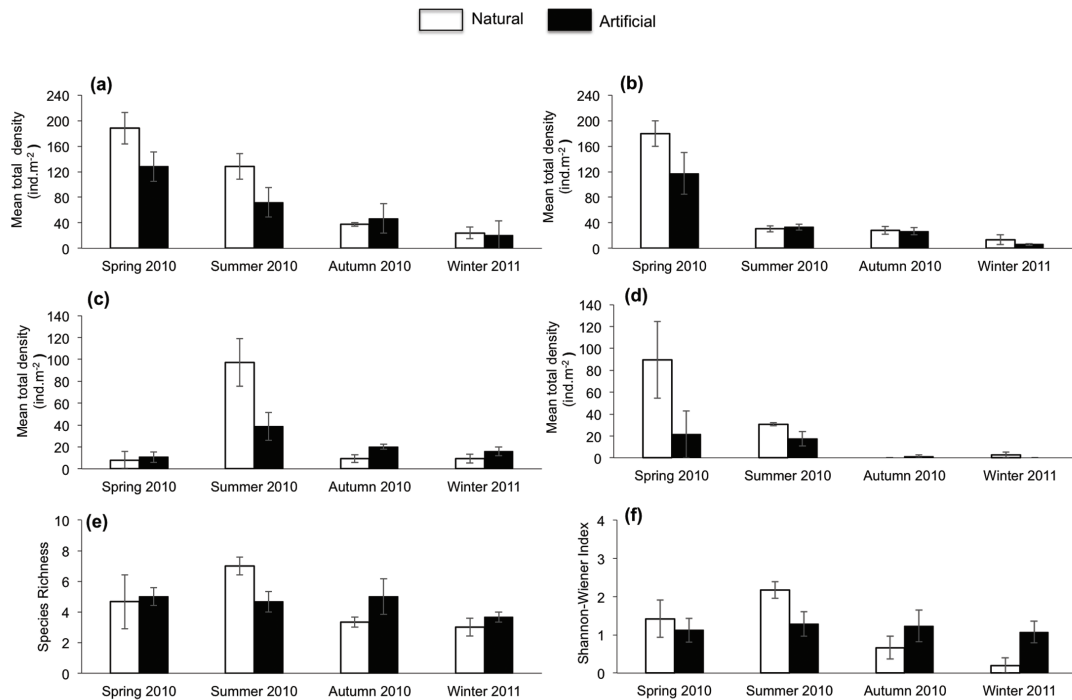 Natural Artificial
(a) (b)
Mean total density
(ind.m-2)
240
200
160
120
80
40
0
Spring 2010 Summer 2010 Autumn 2010 Winter 2011
Mean total density
(ind.m-2)
240
200
160
120
80
40
0
Spring 2010 Summer 2010 Autumn 2010 Winter 2011
(c) (d)
Mean total density
(ind.m-2)
140
120
100
80
60
40
20
0
Spring 2010 Summer 2010 Autumn 2010 Winter 2011
Mean total density
(ind.m-2)
140
120
100
80
60
40
20
0
Spring 2010 Summer 2010 Autumn 2010 Winter 2011
(e) (f)
Species Richness
10
8
6
4
2
0
Spring 2010 Summer 2010 Autumn 2010 Winter 2011
Shannon-Wiener Index
4
3
2
1
0
Spring 2010 Summer 2010 Autumn 2010 Winter 2011